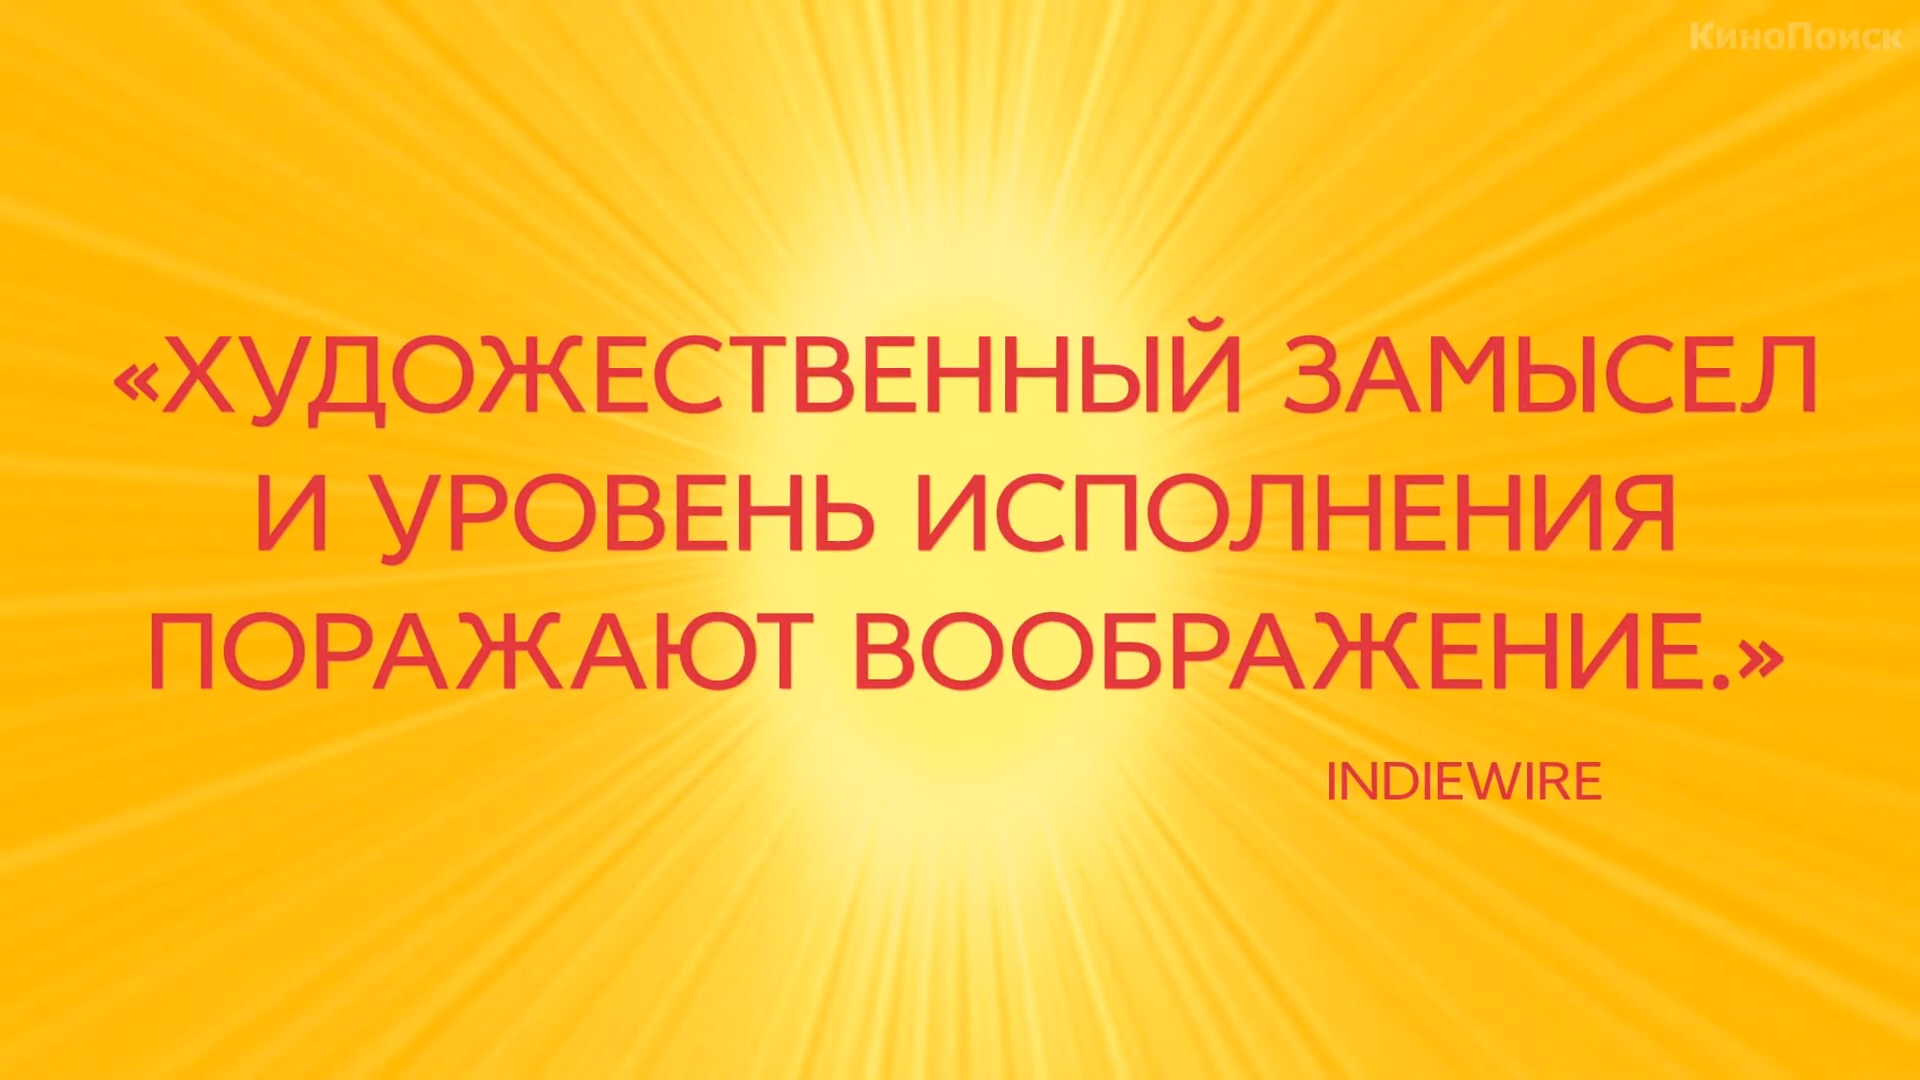 КиноПоиск
«ХУДОЖЕСТВЕННЫЙ ЗАМЫСЕЛ
И УРОВЕНЬ ИСПОЛНЕНИЯ
ПОРАЖАЮТ ВООБРАЖЕНИЕ.»
INDIEWIRE